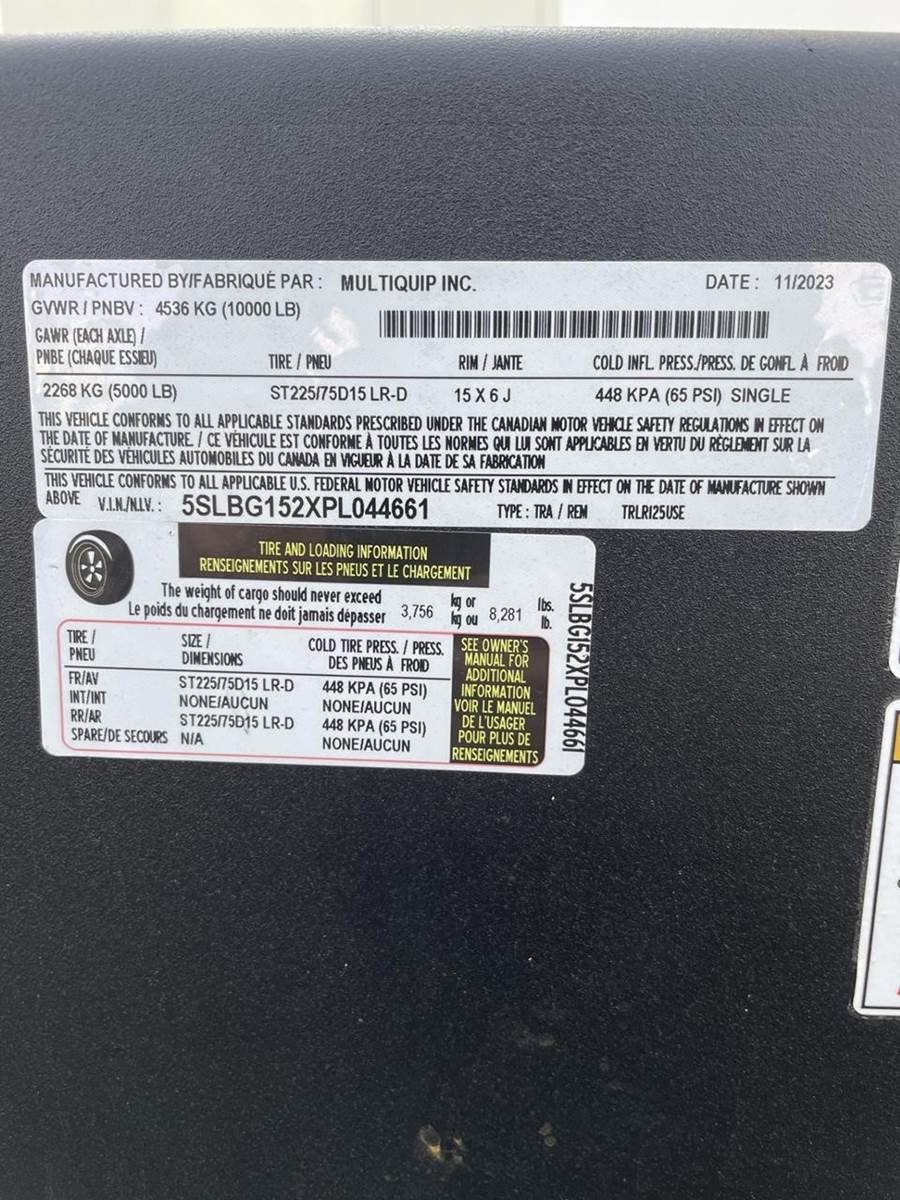 MANUFACTURED BY/FABRIQUÉ PAR : MULTIQUIP INC. DATE : 11/2023
GVWR / PNBV : 4536 KG (10000 LB)
GAWR (EACH AXLE) /
PNBE (CHAQUE ESSIEU) TIRE / PNEU RIM / JANTE COLD INFL. PRESS./PRESS. DE GONFL. À FROID
2268 KG (5000 LB) ST225/75D15 LR-D 15 X 6 J 448 KPA (65 PSI) SINGLE
THIS VEHICLE CONFORMS TO ALL APPLICABLE STANDARDS PRESCRIBED UNDER THE CANADIAN MOTOR VEHICLE SAFETY REGULATIONS IN EFFECT ON
THE DATE OF MANUFACTURE. / CE VÉHICULE EST CONFORME À TOUTES LES NORMES QUI LUI SONT APPLICABLES EN VERTU DU RÈGLEMENT SUR LA
SÉCURITÉ DES VÉHICULES AUTOMOBILES DU CANADA EN VIGUEUR À LA DATE DE SA FABRICATION
THIS VEHICLE CONFORMS TO ALL APPLICABLE U.S. FEDERAL MOTOR VEHICLE SAFETY STANDARDS IN EFFECT ON THE DATE OF MANUFACTURE SHOWN
ABOVE V.I.N./N.I.V. : 5SLBG152XPL044661 TYPE : TRA / REM TRLR125USE
TIRE AND LOADING INFORMATION
RENSEIGNEMENTS SUR LES PNEUS ET LE CHARGEMENT
The weight of cargo should never exceed kg or lbs.
Le poids du chargement ne doit jamais dépasser 3,756 kg ou 8,281 lb.
TIRE / PNEU SIZE / DIMENSIONS COLD TIRE PRESS. / PRESS. DES PNEUS À FROID
FR/AV ST225/75D15 LR-D 448 KPA (65 PSI)
INT/INT NONE/AUCUN NONE/AUCUN
RR/AR ST225/75D15 LR-D 448 KPA (65 PSI)
SPARE/DE SECOURS N/A NONE/AUCUN
SEE OWNER'S
MANUAL FOR
ADDITIONAL
INFORMATION
VOIR LE MANUEL
DE L'USAGER
POUR PLUS DE
RENSEIGNEMENTS
5SLBG152XPL044661